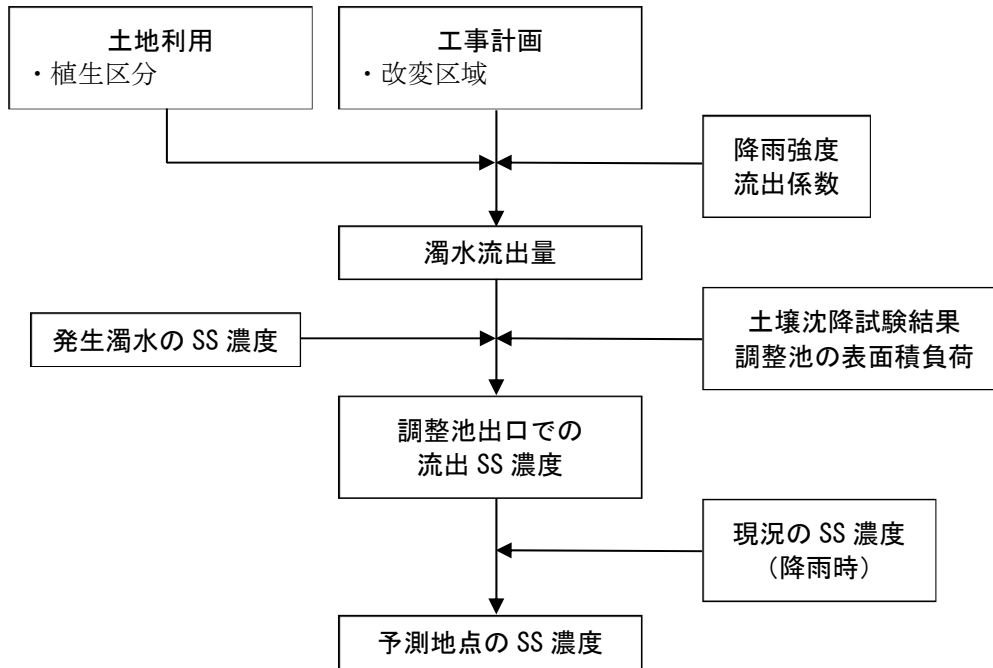 土地利用
・植生区分
工事計画
・改変区域
降雨強度
流出係数
濁水流出量
発生濁水の SS 濃度
土壌沈降試験結果
調整池の表面積負荷
調整池出口での
流出 SS 濃度
現況の SS 濃度
（降雨時）
予測地点の SS 濃度